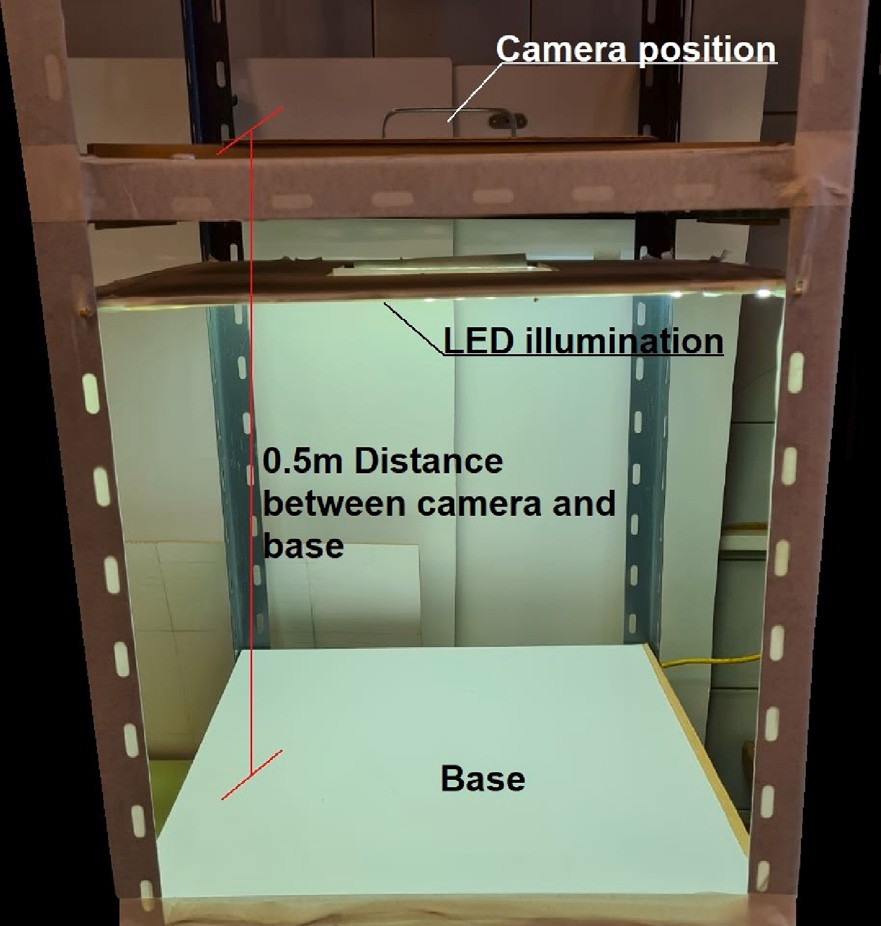 Camera position
LED illumination
0.5m Distance
between camera and
base
Base